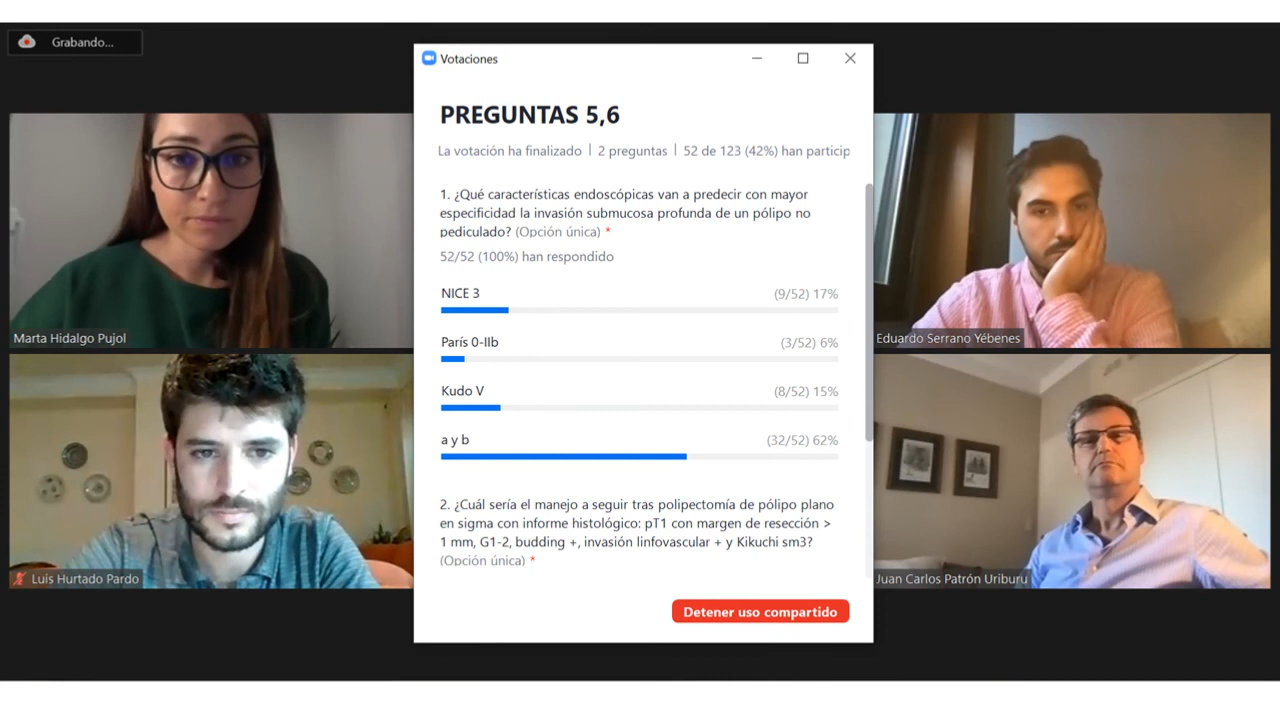 Grabando...
Votaciones
PREGUNTAS 5,6
La votación ha finalizado | 2 preguntas | 52 de 123 (42%) han particip
1. ¿Qué características endoscópicas van a predecir con mayor
especificidad la invasión submucosa profunda de un pólipo no
pediculado? (Opción única) *
52/52 (100%) han respondido
NICE 3 (9/52) 17%
París 0-IIb (3/52) 6%
Kudo V (8/52) 15%
a y b (32/52) 62%
2. ¿Cuál sería el manejo a seguir tras polipectomía de pólipo plano
en sigma con informe histológico: pT1 con margen de resección >
1 mm, G1-2, budding +, invasión linfovascular + y Kikuchi sm3?
(Opción única) *
Detener uso compartido
Marta Hidalgo Pujol
Eduardo Serrano Yébenes
Luis Hurtado Pardo
Juan Carlos Patrón Uriburu